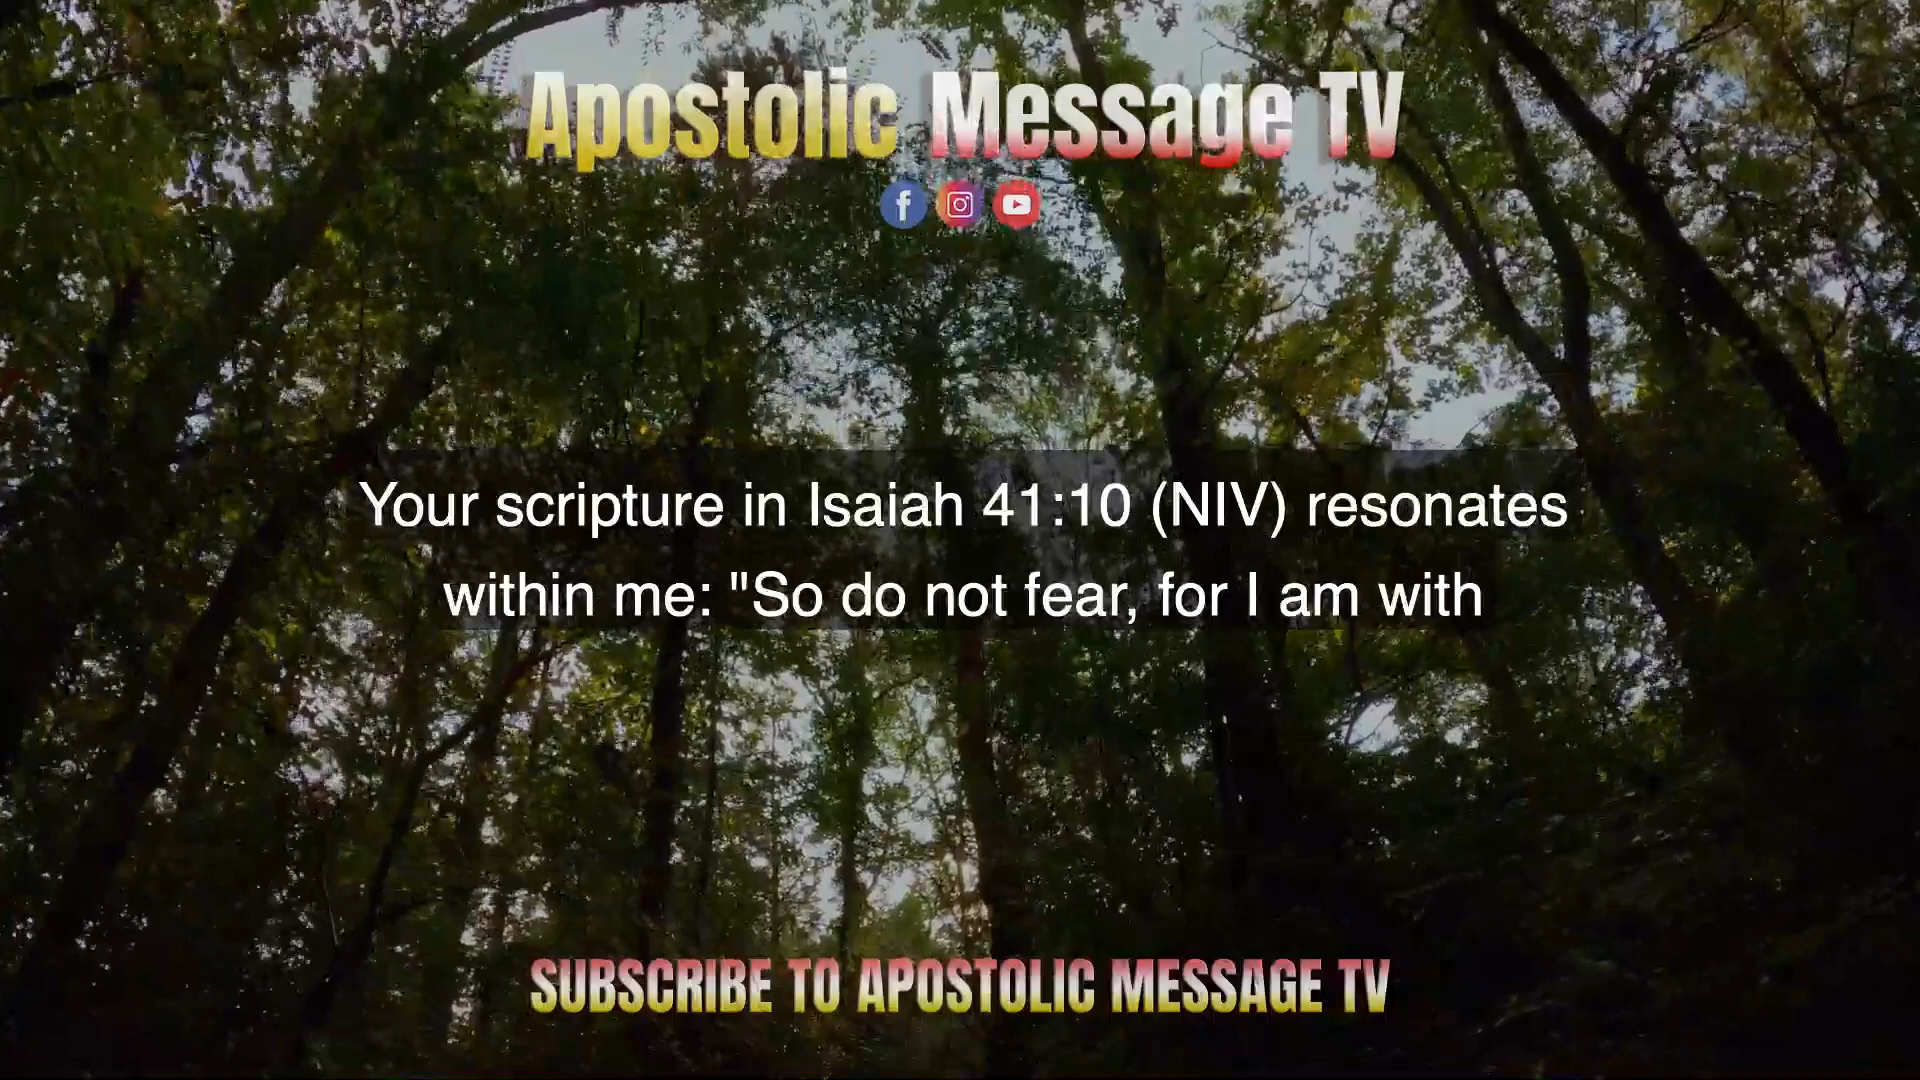 Apostolic Message TV
Your scripture in Isaiah 41:10 (NIV) resonates
within me: "So do not fear, for I am with
SUBSCRIBE TO APOSTOLIC MESSAGE TV